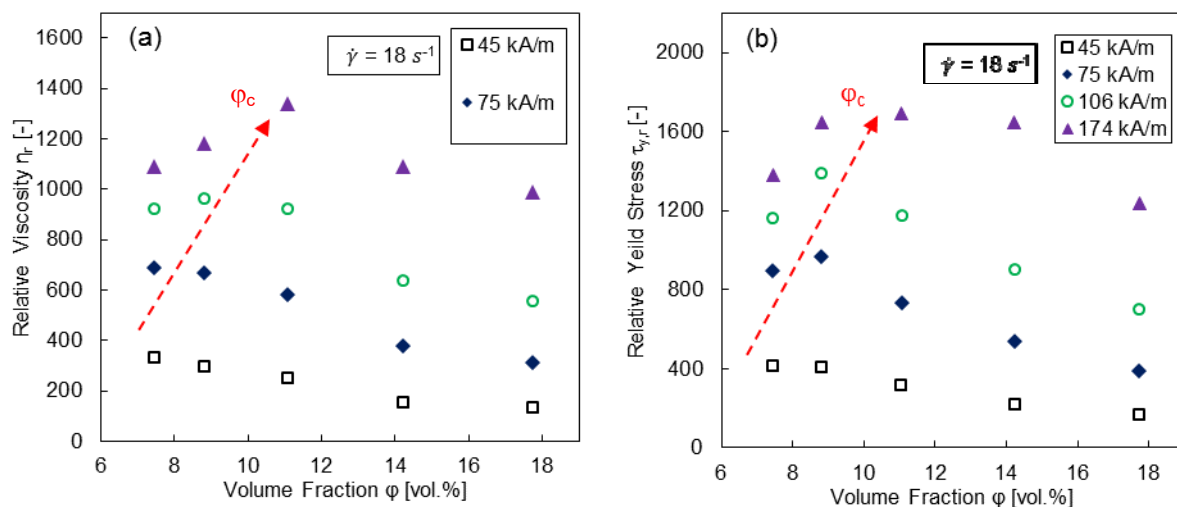 (a)
γ̇ = 18 s⁻¹
45 kA/m
75 kA/m
φc
Relative Viscosity ηr [-]
1600
1400
1200
1000
800
600
400
200
0
6 8 10 12 14 16 18
Volume Fraction φ [vol.%]
(b)
γ̇ = 18 s⁻¹
45 kA/m
75 kA/m
106 kA/m
174 kA/m
φc
Relative Yeild Stress τy,r [-]
2000
1600
1200
800
400
0
6 8 10 12 14 16 18
Volume Fraction φ [vol.%]